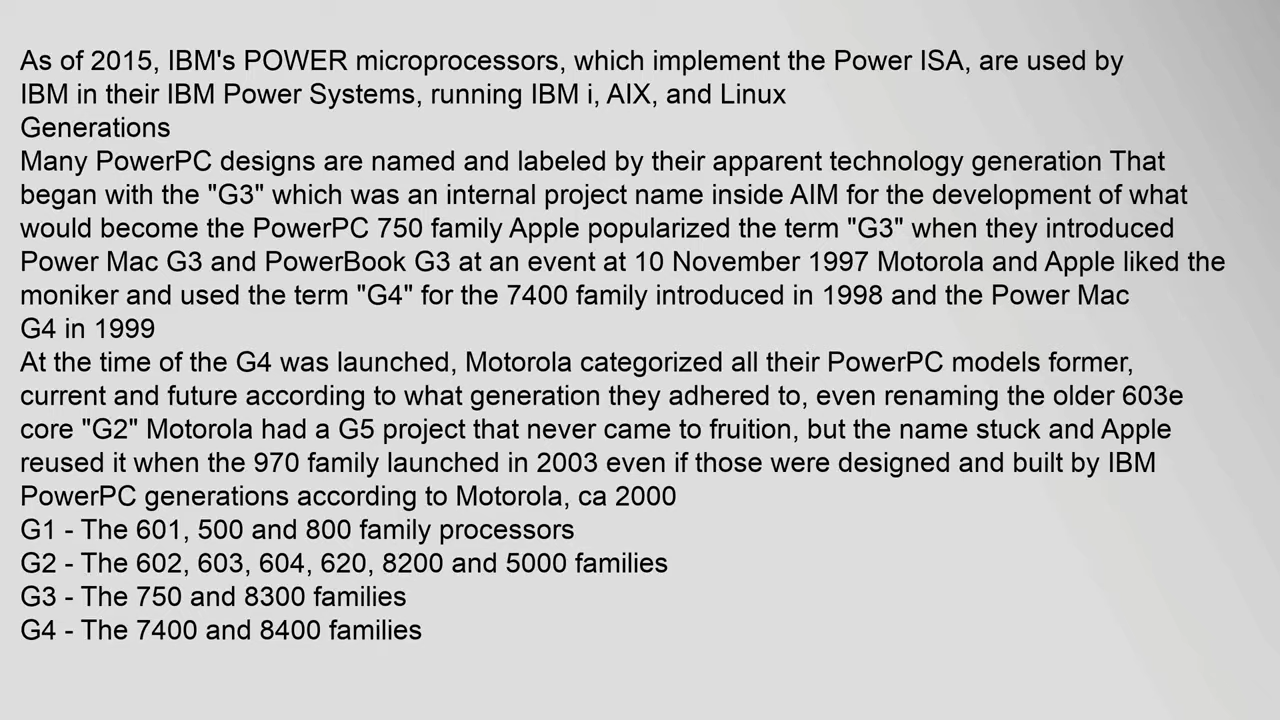 As of 2015, IBM's POWER microprocessors, which implement the Power ISA, are used by
IBM in their IBM Power Systems, running IBM i, AIX, and Linux
Generations
Many PowerPC designs are named and labeled by their apparent technology generation That
began with the "G3" which was an internal project name inside AIM for the development of what
would become the PowerPC 750 family Apple popularized the term "G3" when they introduced
Power Mac G3 and PowerBook G3 at an event at 10 November 1997 Motorola and Apple liked the
moniker and used the term "G4" for the 7400 family introduced in 1998 and the Power Mac
G4 in 1999
At the time of the G4 was launched, Motorola categorized all their PowerPC models former,
current and future according to what generation they adhered to, even renaming the older 603e
core "G2" Motorola had a G5 project that never came to fruition, but the name stuck and Apple
reused it when the 970 family launched in 2003 even if those were designed and built by IBM
PowerPC generations according to Motorola, ca 2000
G1 - The 601, 500 and 800 family processors
G2 - The 602, 603, 604, 620, 8200 and 5000 families
G3 - The 750 and 8300 families
G4 - The 7400 and 8400 families